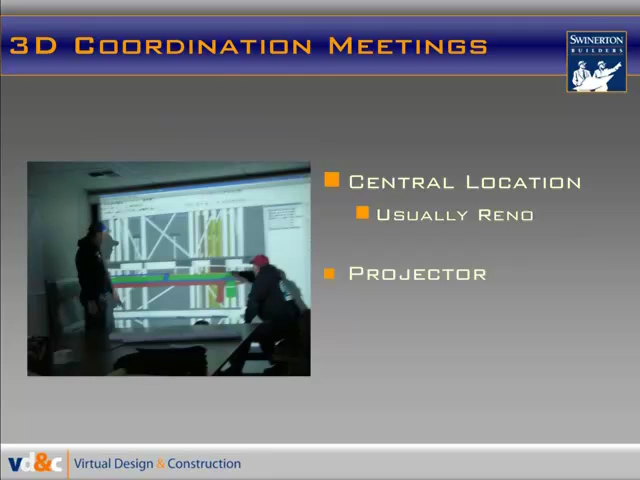 3D Coordination Meetings
Swinerton
Builders
Central Location
Usually Reno
Projector
vd&c Virtual Design & Construction